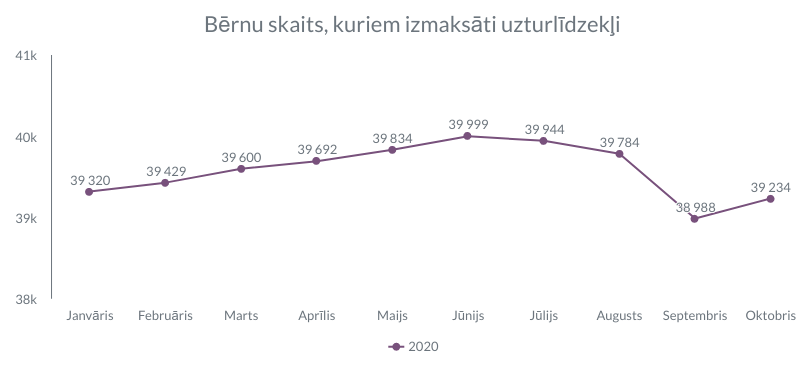 Bērnu skaits, kuriem izmaksāti uzturlīdzekļi
41k
40k
39k
38k
39 320
39 429
39 600
39 692
39 834
39 999
39 944
39 784
38 988
39 234
Janvāris Februāris Marts Aprīlis Maijs Jūnijs Jūlijs Augusts Septembris Oktobris
2020